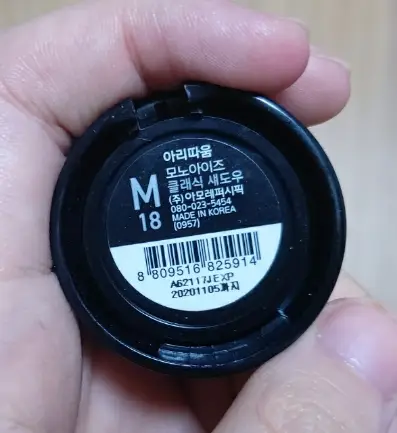 아리따움
모노아이즈
클래식 섀도우
(주)아모레퍼시픽
080-023-5454
MADE IN KOREA
(0957)
M
18
8 809516 825914
A62117J EXP
20201105까지